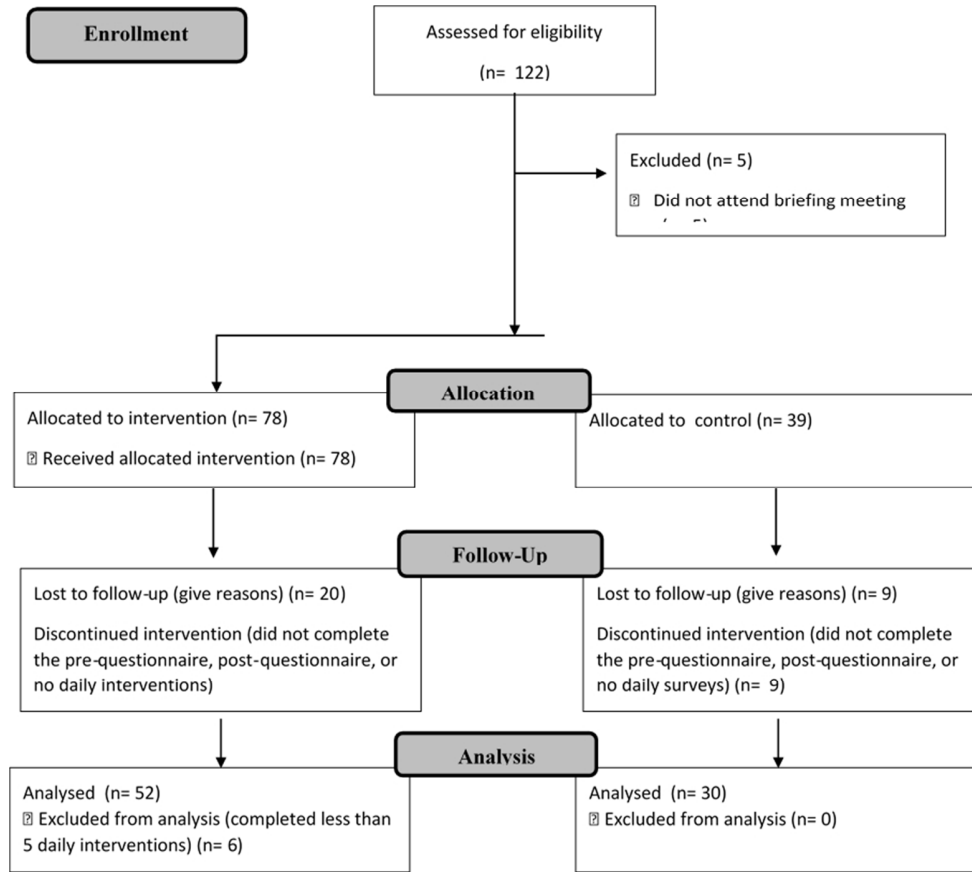 Enrollment
Assessed for eligibility
(n= 122)
Excluded (n= 5)
Did not attend briefing meeting
Allocation
Allocated to intervention (n= 78)
Received allocated intervention (n= 78)
Allocated to control (n= 39)
Follow-Up
Lost to follow-up (give reasons) (n= 20)
Discontinued intervention (did not complete
the pre-questionnaire, post-questionnaire, or
no daily interventions)
Lost to follow-up (give reasons) (n= 9)
Discontinued intervention (did not complete
the pre-questionnaire, post-questionnaire, or
no daily surveys) (n= 9)
Analysis
Analysed (n= 52)
Excluded from analysis (completed less than
5 daily interventions) (n= 6)
Analysed (n= 30)
Excluded from analysis (n= 0)